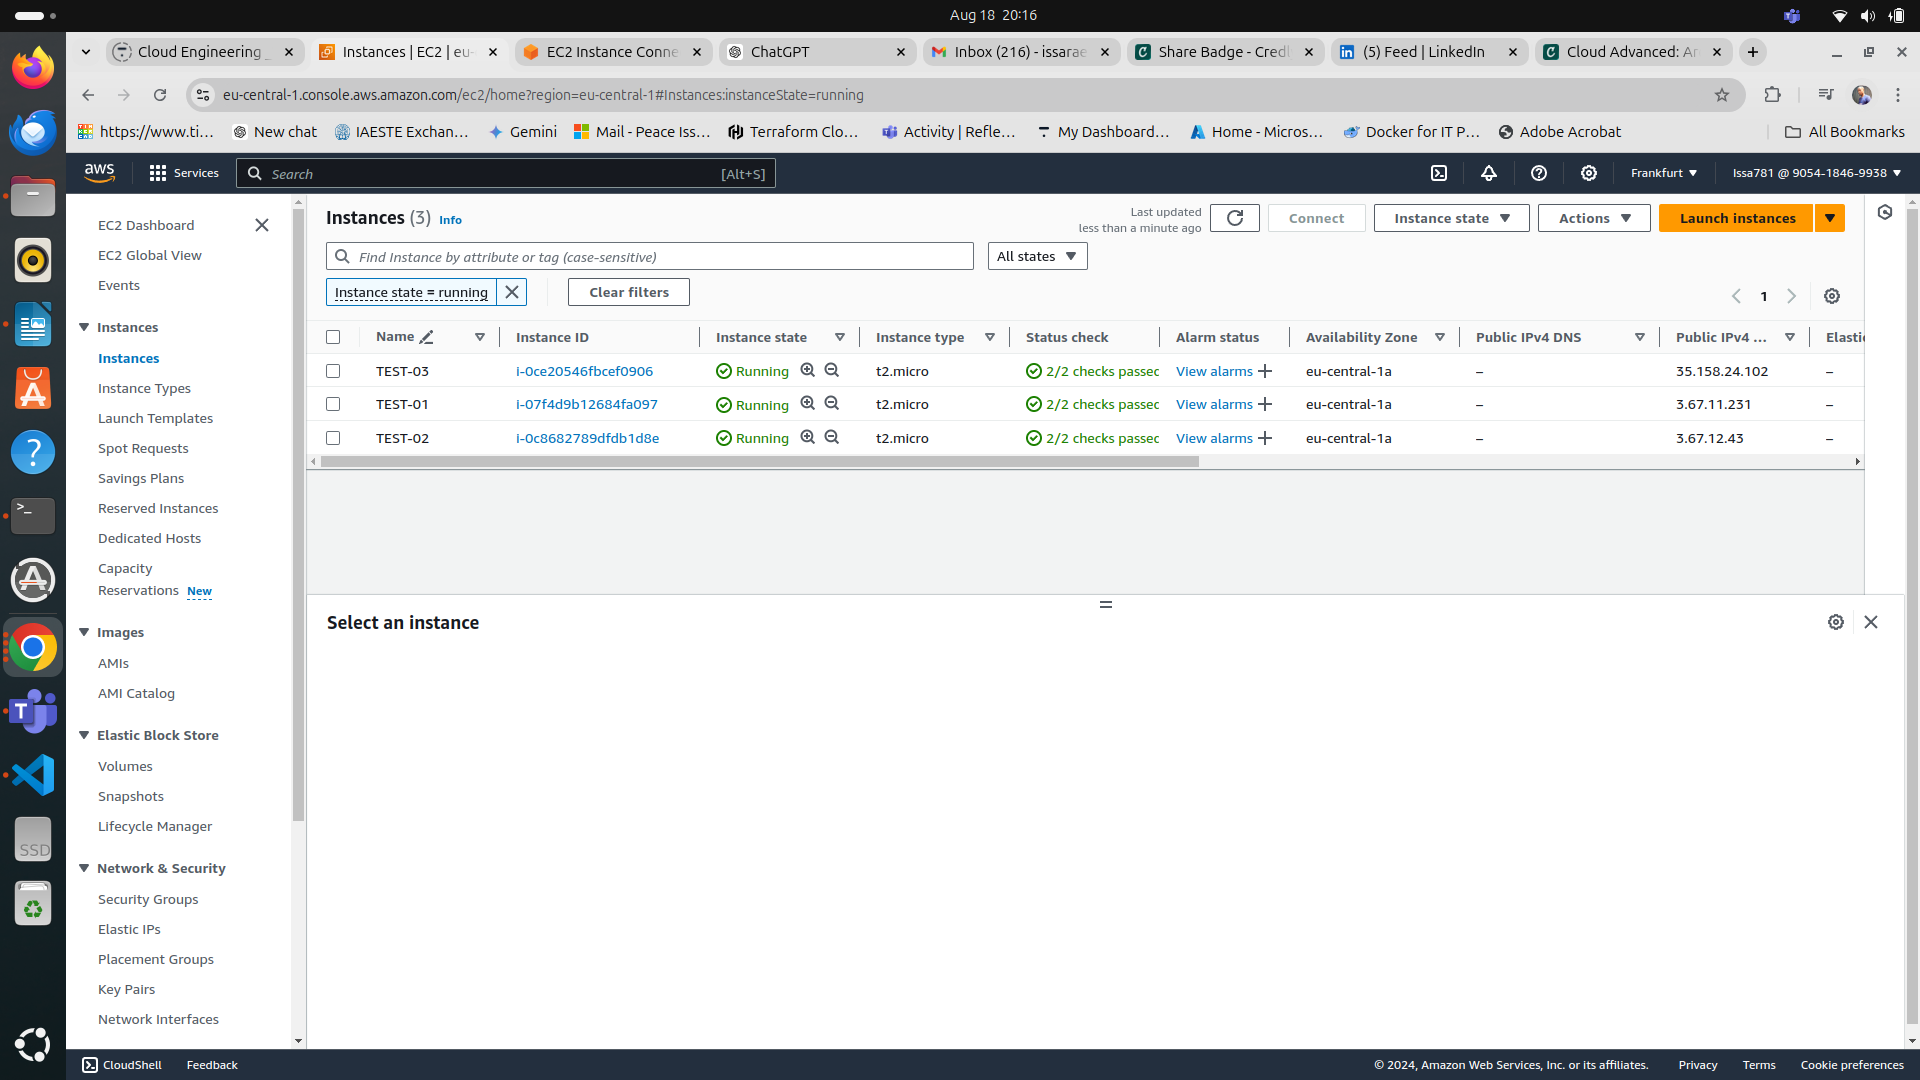 Aug 18 20:16
Cloud Engineering
Instances | EC2 | eu-
EC2 Instance Conne
ChatGPT
Inbox (216) - issarae
Share Badge - Credl
(5) Feed | LinkedIn
Cloud Advanced: Ar
eu-central-1.console.aws.amazon.com/ec2/home?region=eu-central-1#Instances:instanceState=running
https://www.ti...
New chat
IAESTE Exchan...
Gemini
Mail - Peace Iss...
Terraform Clo...
Activity | Refle...
My Dashboard...
Home - Micros...
Docker for IT P...
Adobe Acrobat
All Bookmarks
aws
Services
Search
[Alt+S]
Frankfurt
Issa781 @ 9054-1846-9938
EC2 Dashboard
EC2 Global View
Events
Instances
Instances
Instance Types
Launch Templates
Spot Requests
Savings Plans
Reserved Instances
Dedicated Hosts
Capacity
Reservations New
Images
AMIs
AMI Catalog
Elastic Block Store
Volumes
Snapshots
Lifecycle Manager
Network & Security
Security Groups
Elastic IPs
Placement Groups
Key Pairs
Network Interfaces
Instances (3) Info
Last updated
less than a minute ago
Connect
Instance state
Actions
Launch instances
Find Instance by attribute or tag (case-sensitive)
All states
Instance state = running
Clear filters
1
Name Instance ID Instance state Instance type Status check Alarm status Availability Zone Public IPv4 DNS Public IPv4 ... Elastic
TEST-03 i-0ce20546fbcef0906 Running t2.micro 2/2 checks passed View alarms + eu-central-1a – 35.158.24.102 –
TEST-01 i-07f4d9b12684fa097 Running t2.micro 2/2 checks passed View alarms + eu-central-1a – 3.67.11.231 –
TEST-02 i-0c8682789dfdb1d8e Running t2.micro 2/2 checks passed View alarms + eu-central-1a – 3.67.12.43 –
Select an instance
SSD
CloudShell
Feedback
© 2024, Amazon Web Services, Inc. or its affiliates.
Privacy
Terms
Cookie preferences